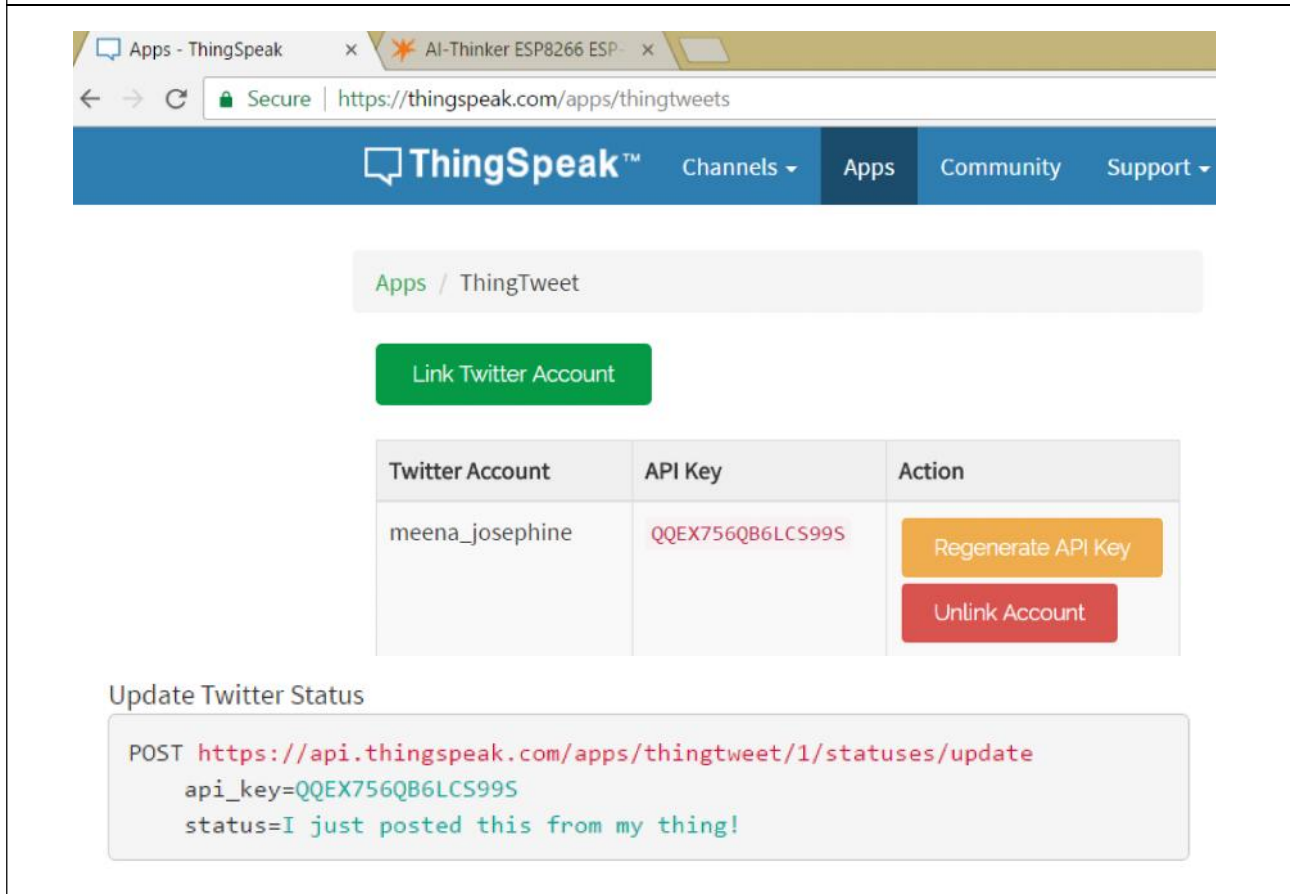 Apps - ThingSpeak × AI-Thinker ESP8266 ESP- ×
Secure | https://thingspeak.com/apps/thingtweets
ThingSpeak™ Channels Apps Community Support
Apps / ThingTweet
Link Twitter Account
Twitter Account API Key Action
meena_josephine QQEX756QB6LCS99S Regenerate API Key
Unlink Account
Update Twitter Status
POST https://api.thingspeak.com/apps/thingtweet/1/statuses/update
api_key=QQEX756QB6LCS99S
status=I just posted this from my thing!